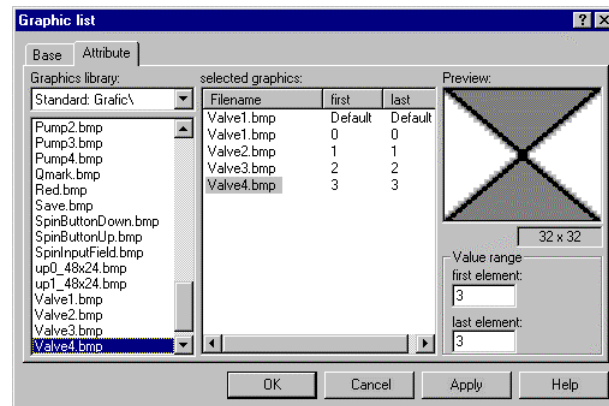 Graphic list
Base Attribute
Graphics library:
Standard: Grafic\
Pump2.bmp
Pump3.bmp
Pump4.bmp
Qmark.bmp
Red.bmp
Save.bmp
SpinButtonDown.bmp
SpinButtonUp.bmp
SpinInputField.bmp
up0_48x24.bmp
up1_48x24.bmp
Valve1.bmp
Valve2.bmp
Valve3.bmp
Valve4.bmp
selected graphics:
Filename first last
Valve1.bmp Default Default
Valve1.bmp 0 0
Valve2.bmp 1 1
Valve3.bmp 2 2
Valve4.bmp 3 3
Preview:
32 x 32
Value range
first element:
3
last element:
3
OK Cancel Apply Help